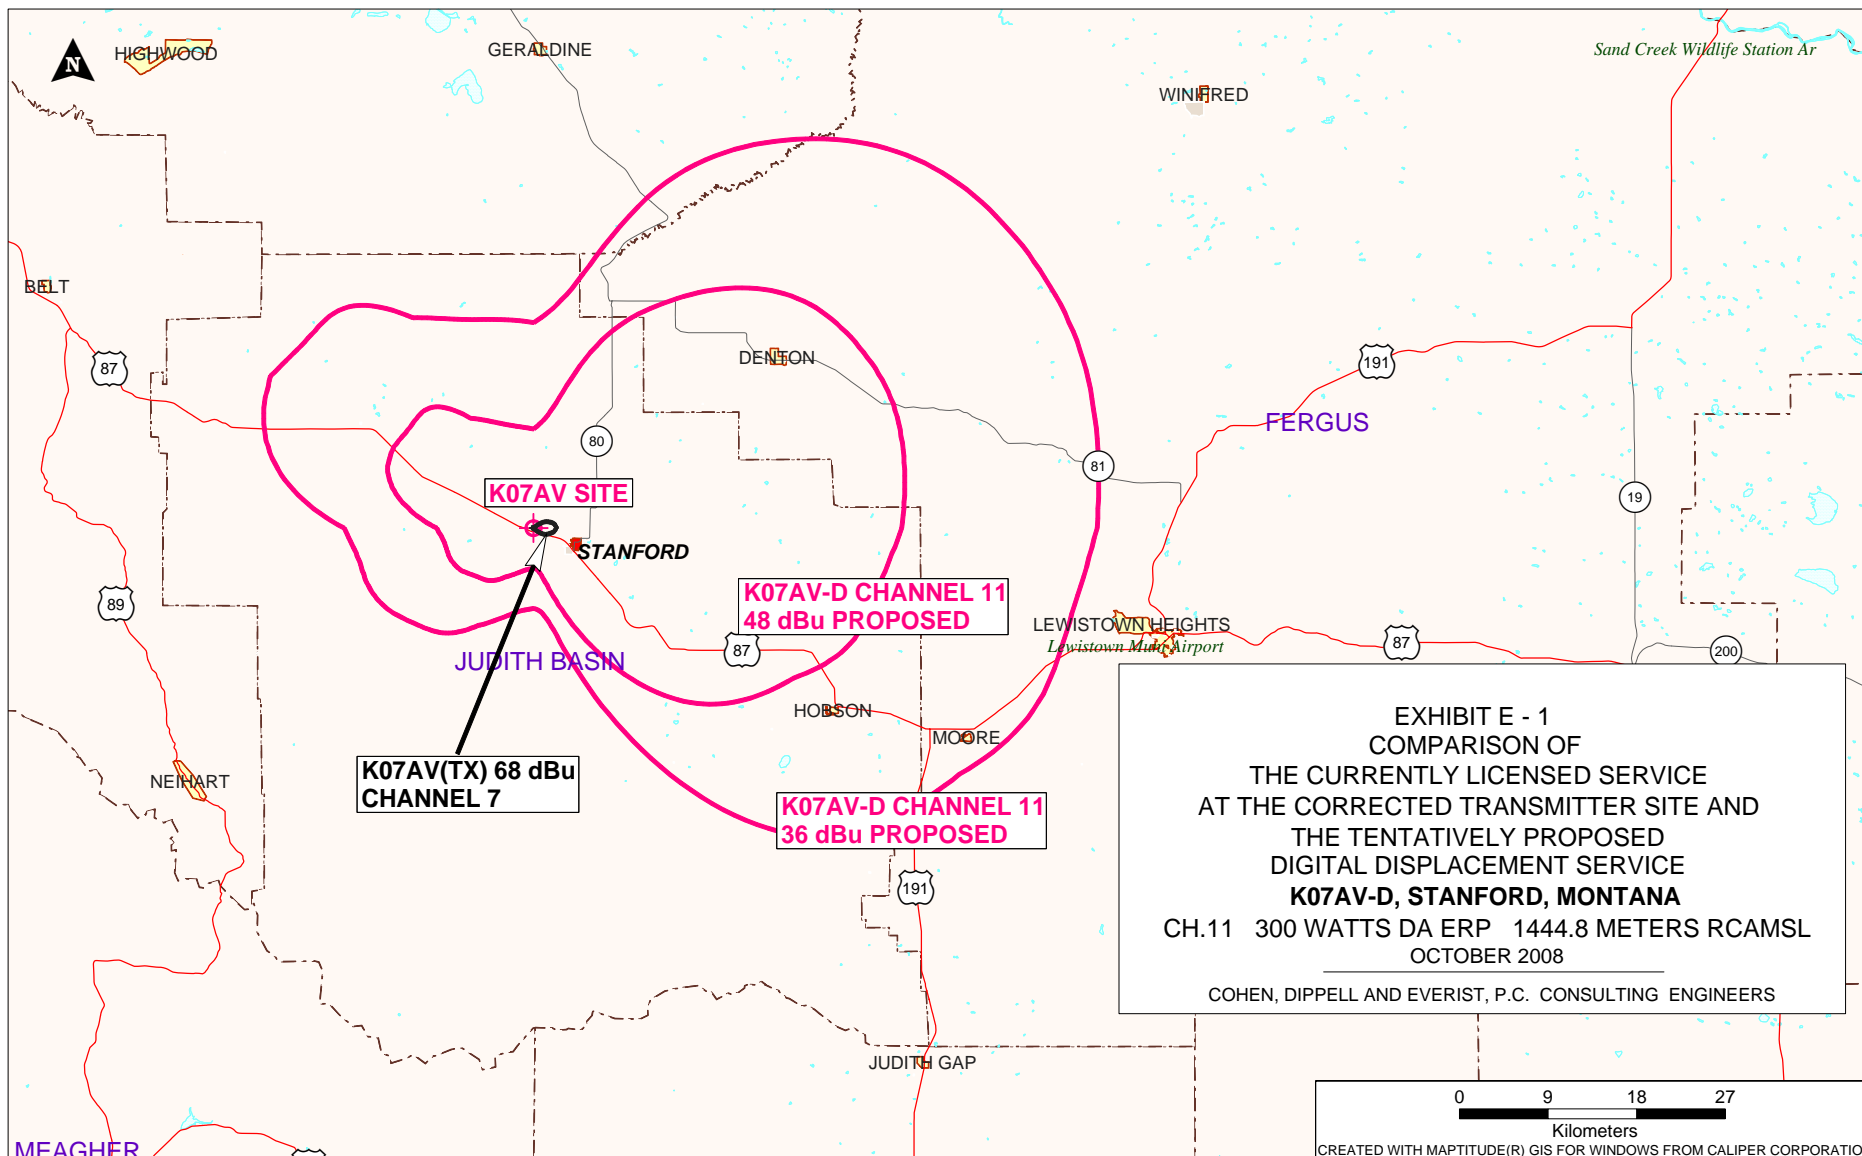 N
HIGHWOOD
GERALDINE
Sand Creek Wildlife Station Ar
WINIFRED
BELT
87
DENTON
191
FERGUS
80
81
19
K07AV SITE
STANFORD
89
K07AV-D CHANNEL 11
48 dBu PROPOSED
LEWISTOWN HEIGHTS
Lewistown Muni Airport
87
87
200
JUDITH BASIN
HOBSON
MOORE
NEIHART
K07AV(TX) 68 dBu
CHANNEL 7
K07AV-D CHANNEL 11
36 dBu PROPOSED
191
EXHIBIT E - 1
COMPARISON OF
THE CURRENTLY LICENSED SERVICE
AT THE CORRECTED TRANSMITTER SITE AND
THE TENTATIVELY PROPOSED
DIGITAL DISPLACEMENT SERVICE
K07AV-D, STANFORD, MONTANA
CH.11 300 WATTS DA ERP 1444.8 METERS RCAMSL
OCTOBER 2008
COHEN, DIPPELL AND EVERIST, P.C. CONSULTING ENGINEERS
JUDITH GAP
0 9 18 27
Kilometers
CREATED WITH MAPTITUDE(R) GIS FOR WINDOWS FROM CALIPER CORPORATIO
MEAGHER